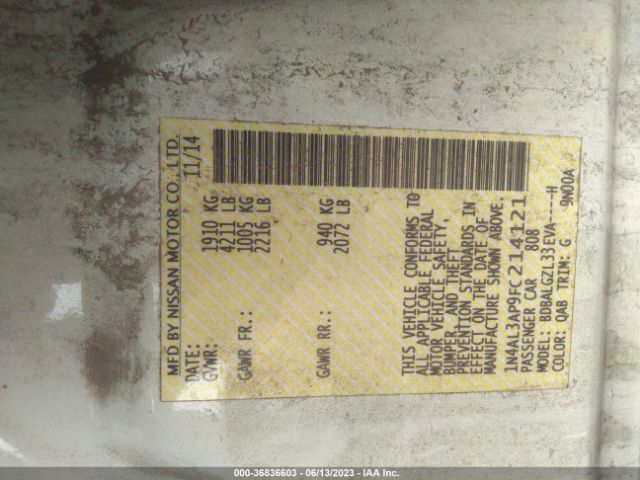 MFD BY NISSAN MOTOR CO., LTD.
DATE: 11/14
GVWR: 1910 KG
4211 LB
GAWR FR.: 1005 KG
2216 LB
GAWR RR.: 940 KG
2072 LB
THIS VEHICLE CONFORMS TO
ALL APPLICABLE FEDERAL
MOTOR VEHICLE SAFETY,
BUMPER, AND THEFT
PREVENTION STANDARDS IN
EFFECT ON THE DATE OF
MANUFACTURE SHOWN ABOVE.
1N4AL3AP9FC214121
PASSENGER CAR 808
MODEL: BDBALGZL33EVA----H
COLOR: QAB TRIM: G 9N00A
000-36836603 - 06/13/2023 - IAA Inc.